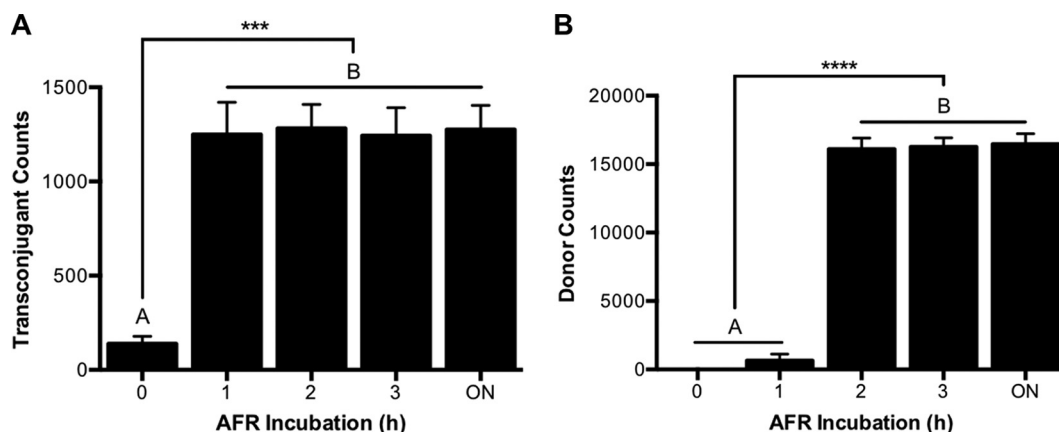 A
***
B
1500
1000
500
0
A
Transconjugant Counts
0 1 2 3 ON
AFR Incubation (h)
B
****
B
20000
15000
10000
5000
0
A
Donor Counts
0 1 2 3 ON
AFR Incubation (h)